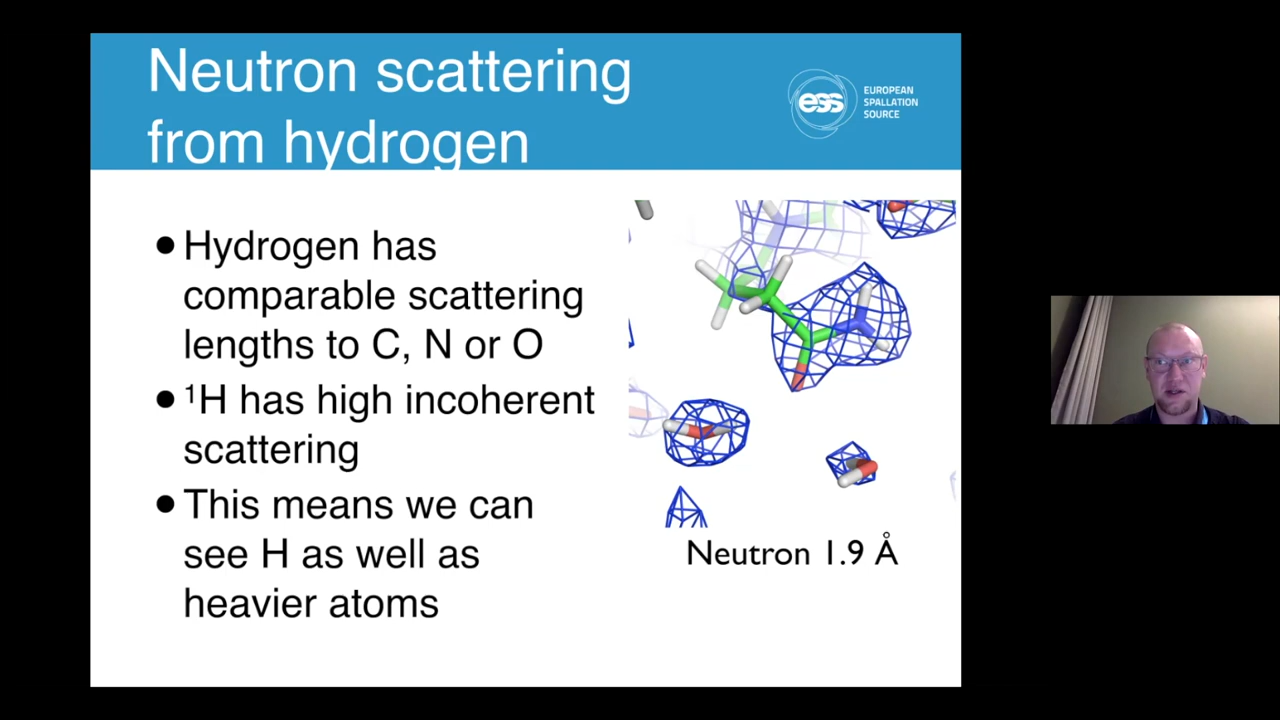 Neutron scattering
from hydrogen
ess
EUROPEAN
SPALLATION
SOURCE
•Hydrogen has
comparable scattering
lengths to C, N or O
•¹H has high incoherent
scattering
•This means we can
see H as well as
heavier atoms
Neutron 1.9 Å